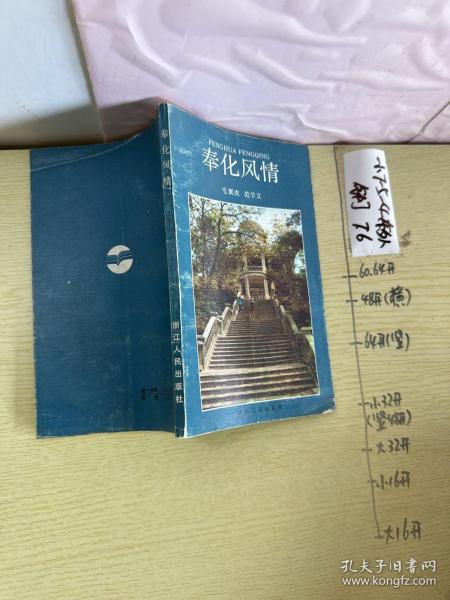 FENGHUA FENGQING
奉化风情
毛翼虎 范学文
奉化风情
浙江人民出版社
76
60.64开
48开(横)
64开(竖)
小32开
(竖48开)
大32开
小16开
大16开
孔夫子旧书网
www.kongfz.com